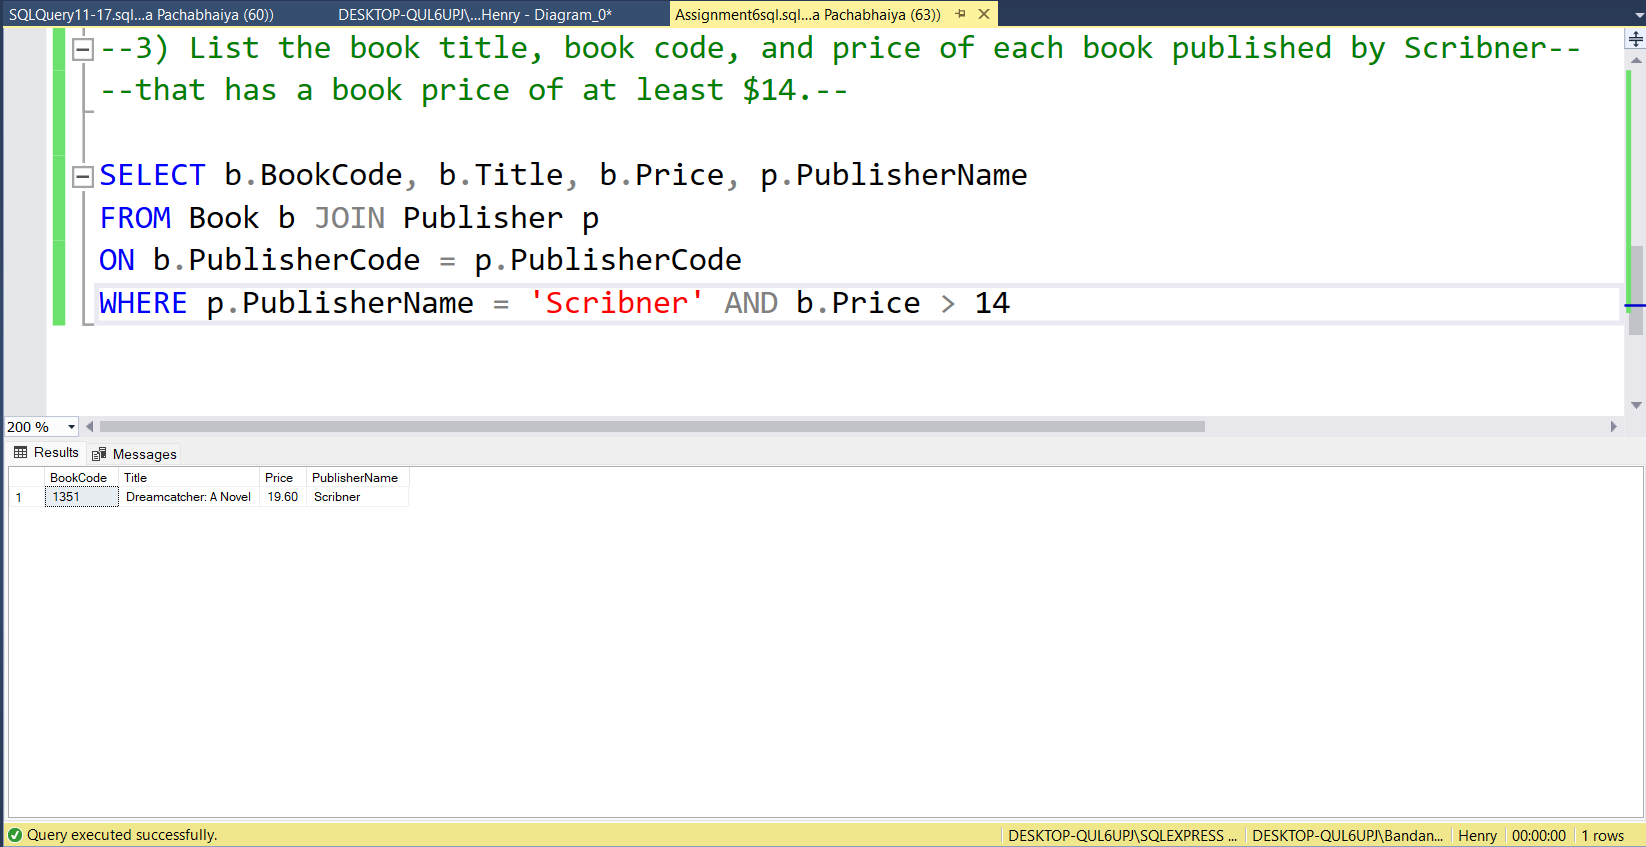 SQLQuery11-17.sql...a Pachabhaiya (60))
DESKTOP-QUL6UPJ\...Henry - Diagram_0*
Assignment6sql.sql...a Pachabhaiya (63))
--3) List the book title, book code, and price of each book published by Scribner--
--that has a book price of at least $14.--
SELECT b.BookCode, b.Title, b.Price, p.PublisherName
FROM Book b JOIN Publisher p
ON b.PublisherCode = p.PublisherCode
WHERE p.PublisherName = 'Scribner' AND b.Price > 14
200 %
Results Messages
BookCode Title Price PublisherName
1 1351 Dreamcatcher: A Novel 19.60 Scribner
Query executed successfully. DESKTOP-QUL6UPJ\SQLEXPRESS ... DESKTOP-QUL6UPJ\Bandan... Henry 00:00:00 1 rows